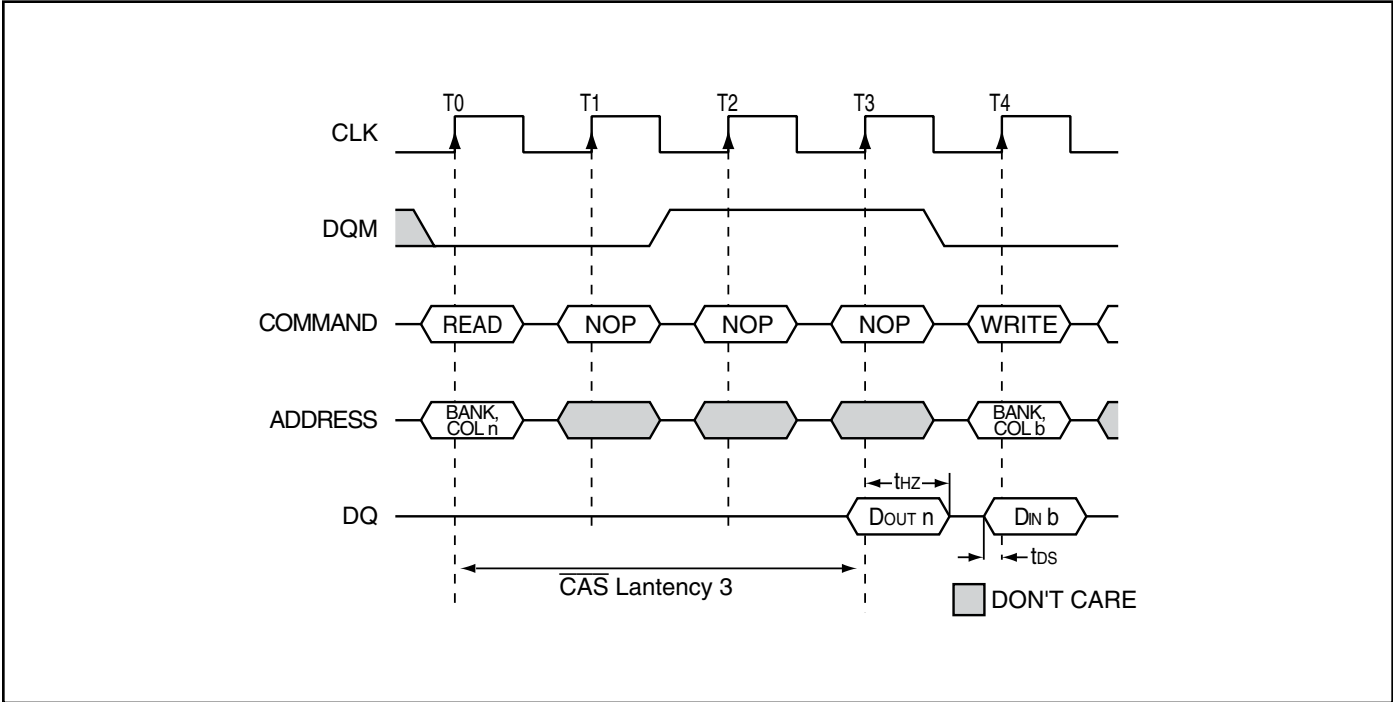 T0 T1 T2 T3 T4
CLK
DQM
COMMAND READ NOP NOP NOP WRITE
ADDRESS BANK, COL n BANK, COL b
tHZ
DQ DOUT n DIN b
tDS
CAS Lantency 3
DON'T CARE